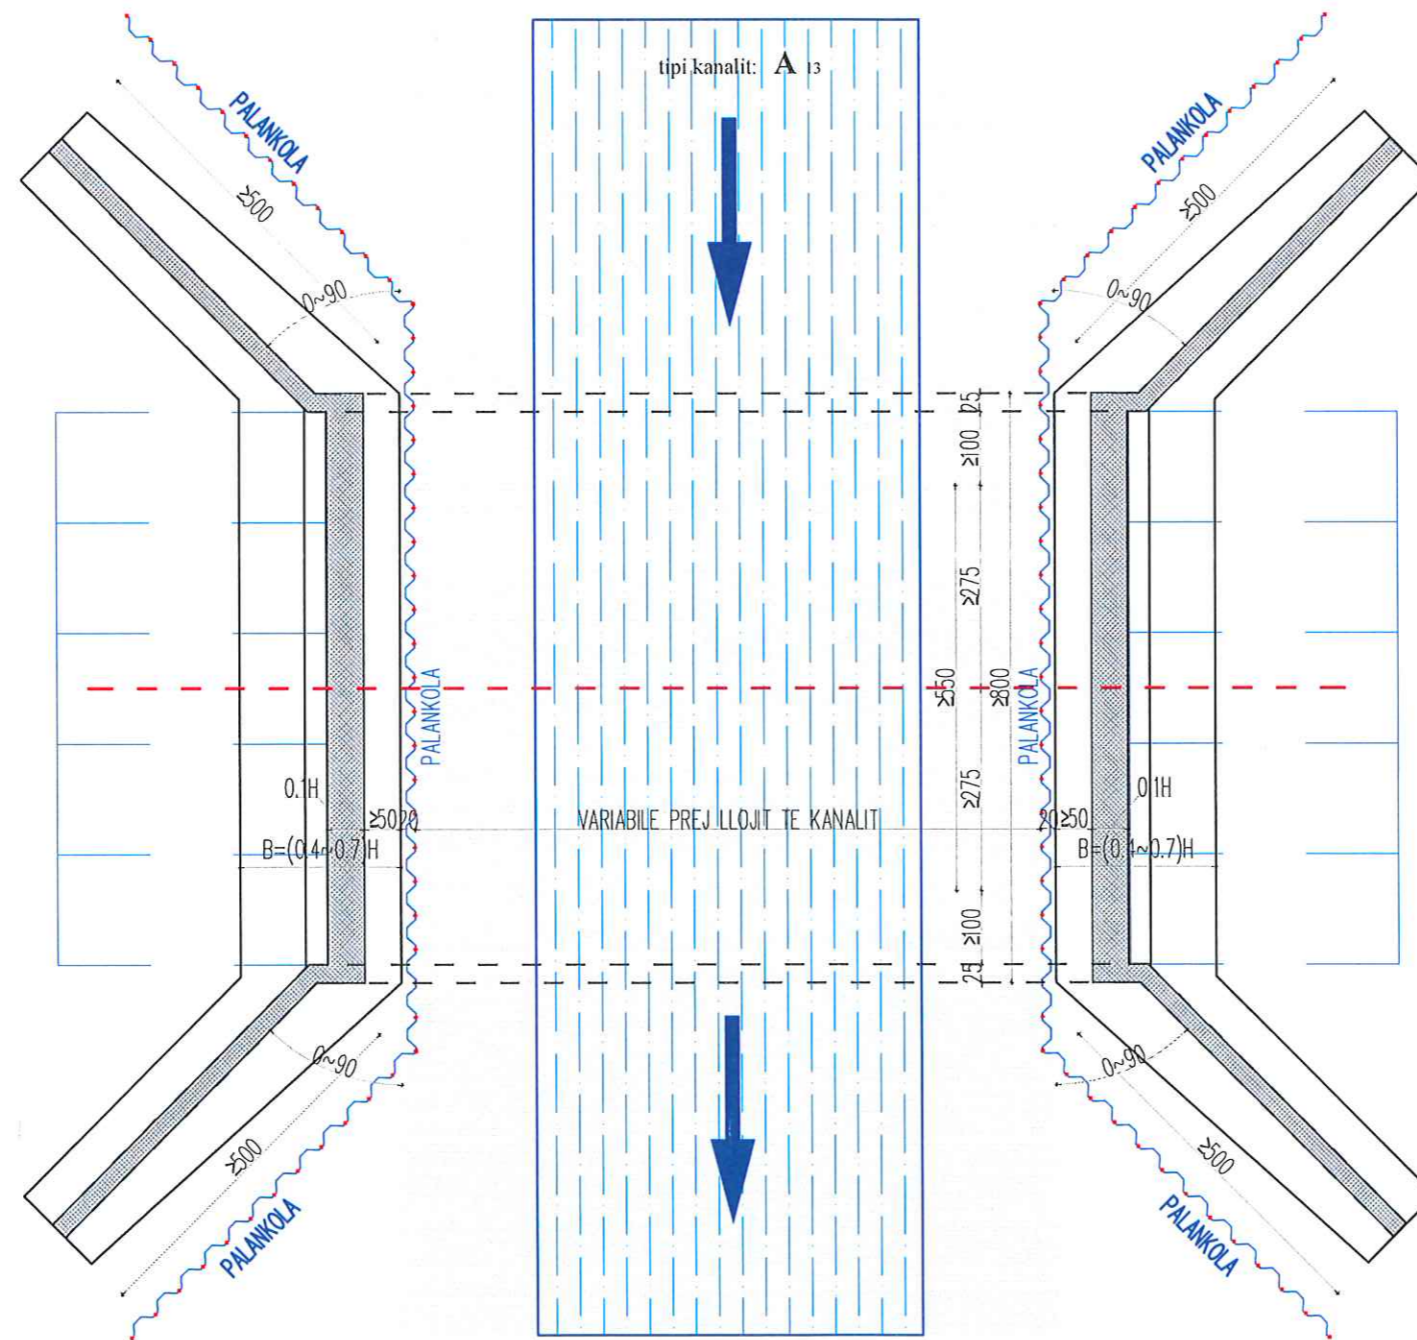 tipi kanalit: A 13
PALANKOLA
PALANKOLA
≥500
≥500
0~90
0~90
25
≥100
≥275
≥550
≥800
PALANKOLA
PALANKOLA
≥275
0.1H
0.1H
≥50
20
VARIABILE PREJ LLOJIT TE KANALIT
20
≥50
B=(0.4~0.7)H
B=(0.4~0.7)H
≥100
25
0~90
0~90
≥500
≥500
PALANKOLA
PALANKOLA